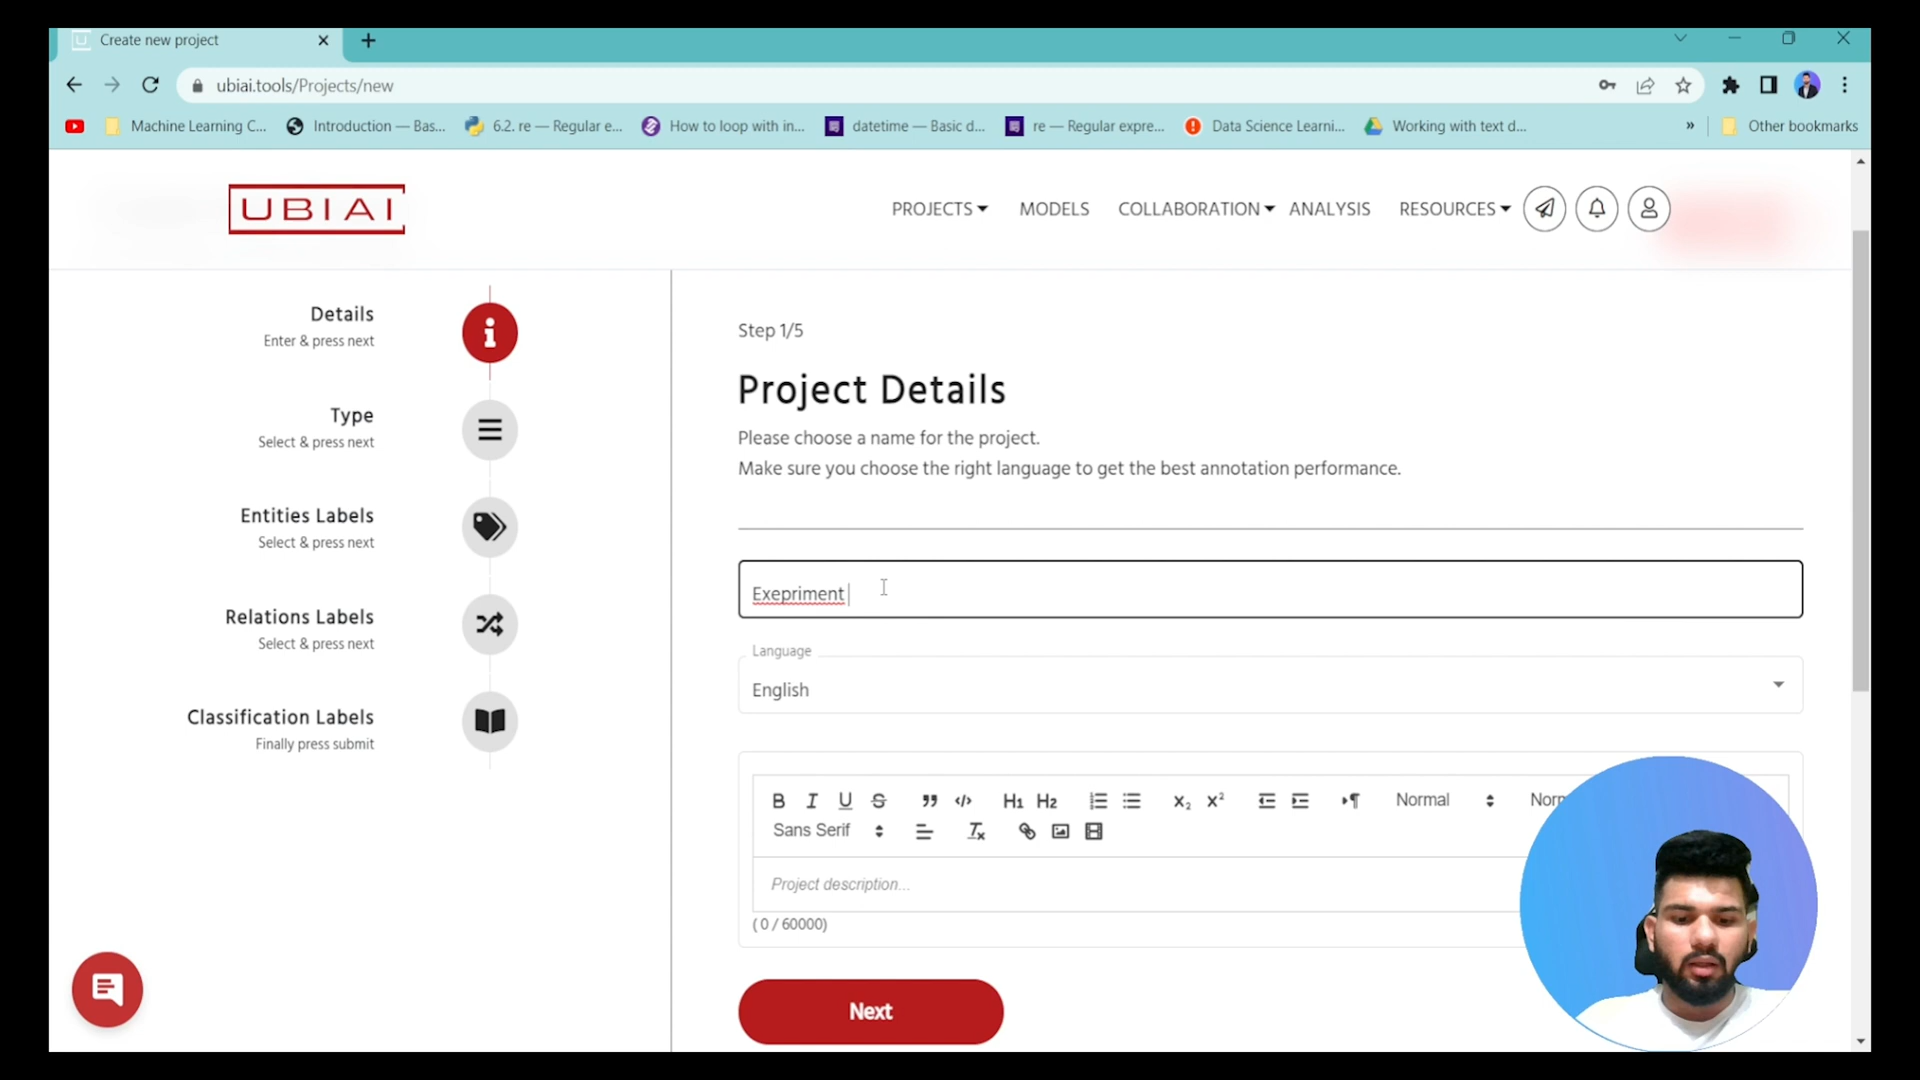 Create new project
ubiai.tools/Projects/new
Machine Learning C...
Introduction — Bas...
6.2. re — Regular e...
How to loop with in...
datetime — Basic d...
re — Regular expre...
Data Science Learni...
Working with text d...
»
Other bookmarks
UBIAI
PROJECTS
MODELS
COLLABORATION
ANALYSIS
RESOURCES
Details
Enter & press next
Type
Select & press next
Entities Labels
Select & press next
Relations Labels
Select & press next
Classification Labels
Finally press submit
Step 1/5
Project Details
Please choose a name for the project.
Make sure you choose the right language to get the best annotation performance.
Exepriment
Language
English
B I U S H1 H2 X2 X² Normal
Sans Serif
Project description...
( 0 / 60000)
Next